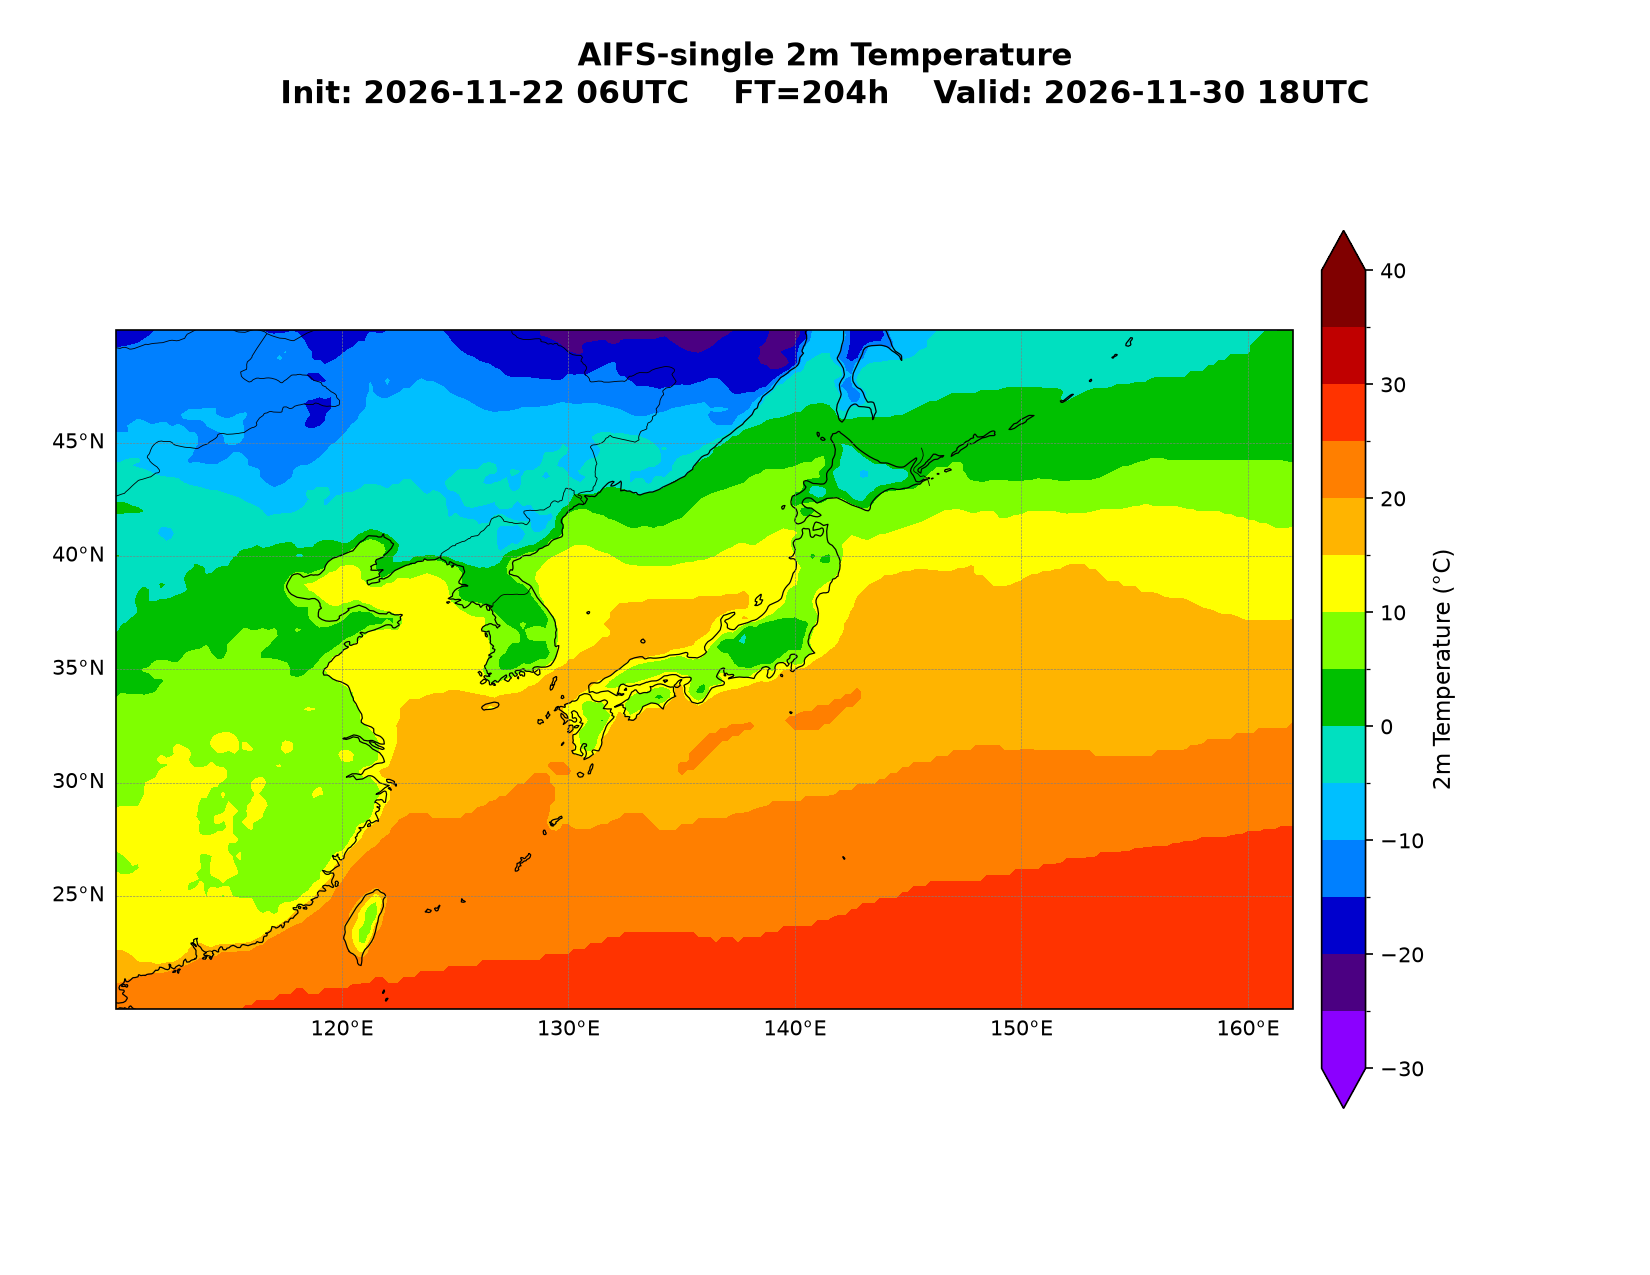 AIFS-single 2m Temperature
Init: 2026-11-22 06UTC    FT=204h    Valid: 2026-11-30 18UTC
45°N
40°N
35°N
30°N
25°N
120°E
130°E
140°E
150°E
160°E
40
30
20
10
0
−10
−20
−30
2m Temperature (°C)